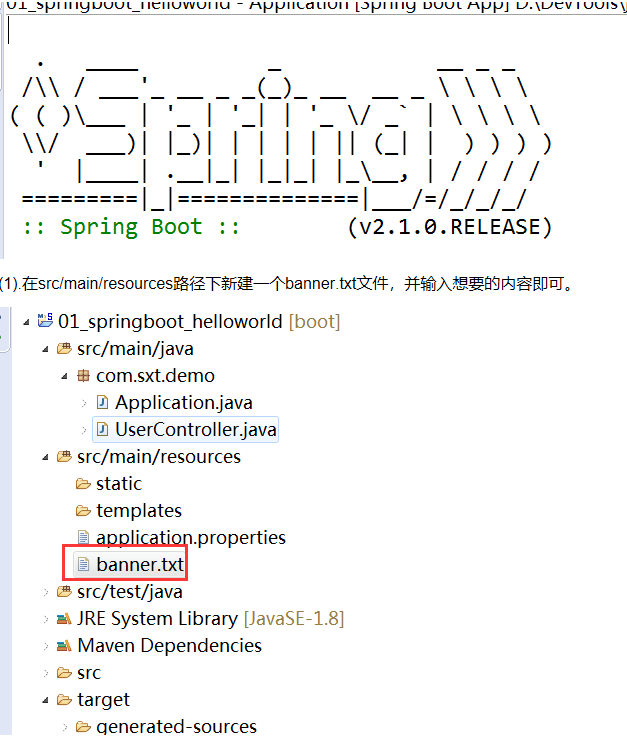 01_springboot_helloworld - Application [Spring Boot App] D:\DevTools\
  .   ____          _            __ _ _
 /\\ / ___'_ __ _ _(_)_ __  __ _ \ \ \ \
( ( )\___ | '_ | '_| | '_ \/ _` | \ \ \ \
 \\/  ___)| |_)| | | | | || (_| |  ) ) ) )
  '  |____| .__|_| |_|_| |_\__, | / / / /
 =========|_|==============|___/=/_/_/_/
 :: Spring Boot ::        (v2.1.0.RELEASE)
(1).在src/main/resources路径下新建一个banner.txt文件，并输入想要的内容即可。
01_springboot_helloworld [boot]
src/main/java
com.sxt.demo
Application.java
UserController.java
src/main/resources
static
templates
application.properties
banner.txt
src/test/java
JRE System Library [JavaSE-1.8]
Maven Dependencies
src
target
generated-sources